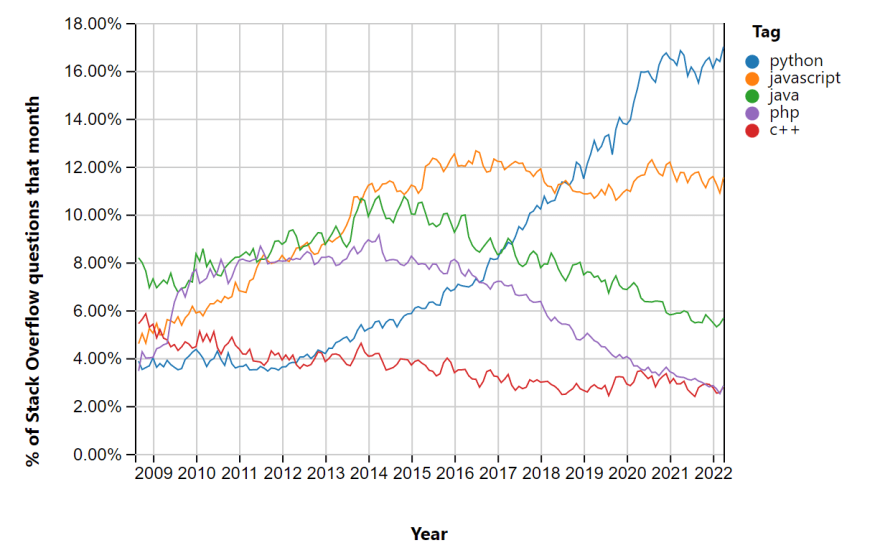 18.00%
16.00%
14.00%
12.00%
10.00%
8.00%
6.00%
4.00%
2.00%
0.00%
% of Stack Overflow questions that month
2009 2010 2011 2012 2013 2014 2015 2016 2017 2018 2019 2020 2021 2022
Year
Tag
python
javascript
java
php
c++